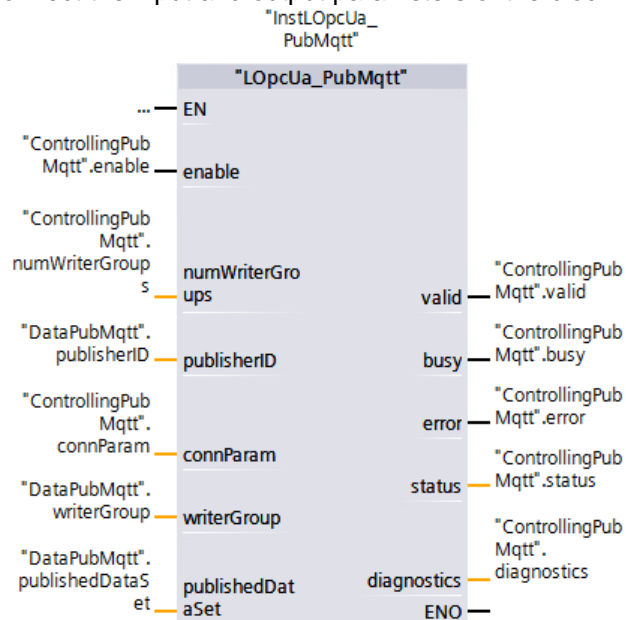 "InstLOpcUa_
PubMqtt"
"LOpcUa_PubMqtt"
...
EN
"ControllingPub
Mqtt".enable
enable
"ControllingPub
Mqtt".
numWriterGroup
s
numWriterGro
ups
"DataPubMqtt".
publisherID
publisherID
"ControllingPub
Mqtt".
connParam
connParam
"DataPubMqtt".
writerGroup
writerGroup
"DataPubMqtt".
publishedDataS
et
publishedDat
aSet
valid
"ControllingPub
Mqtt".valid
busy
"ControllingPub
Mqtt".busy
error
"ControllingPub
Mqtt".error
status
"ControllingPub
Mqtt".status
diagnostics
"ControllingPub
Mqtt".
diagnostics
ENO